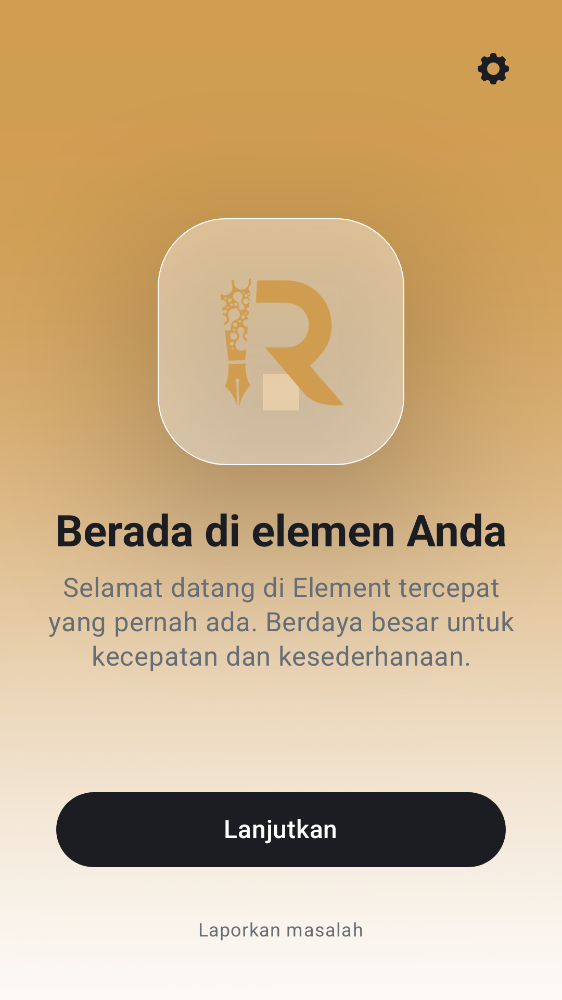 R
Berada di elemen Anda
Selamat datang di Element tercepat
yang pernah ada. Berdaya besar untuk
kecepatan dan kesederhanaan.
Lanjutkan
Laporkan masalah